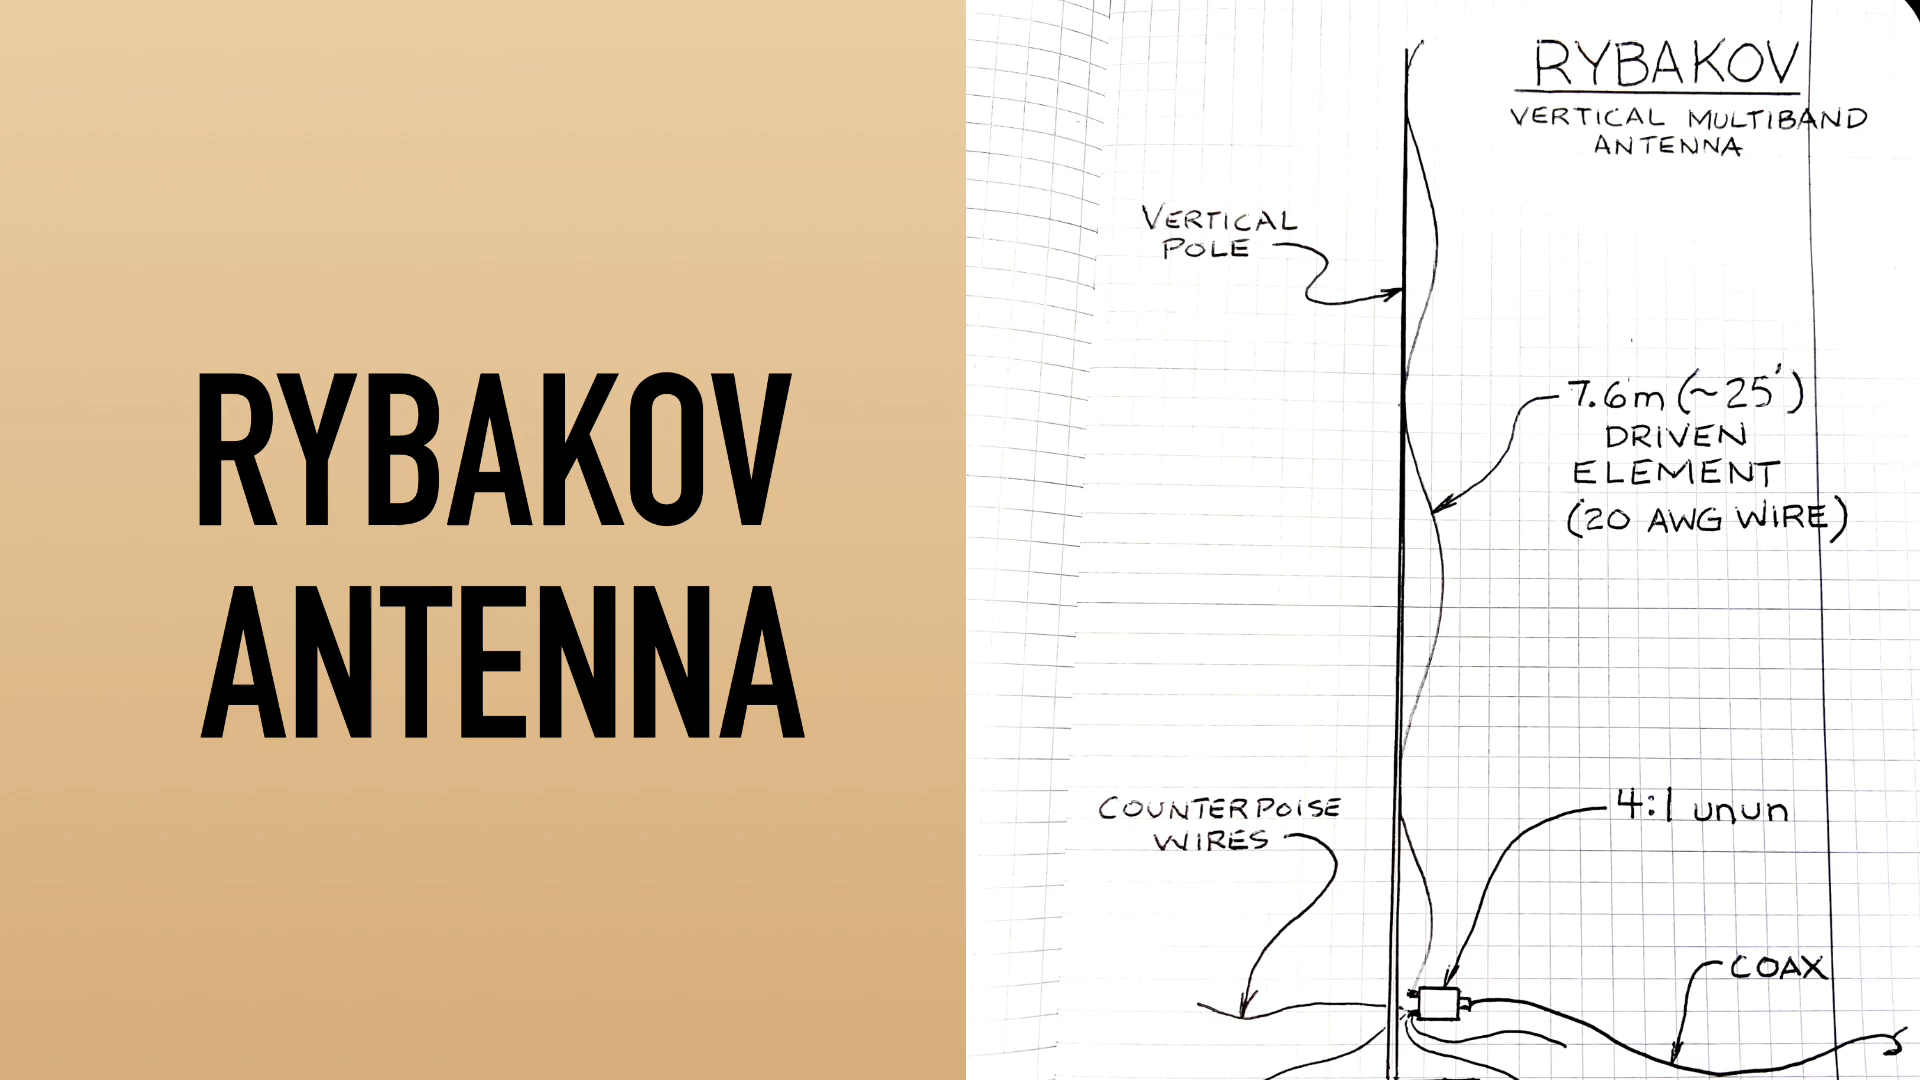 RYBAKOV
ANTENNA
RYBAKOV
VERTICAL MULTIBAND
ANTENNA
VERTICAL
POLE
7.6m (~25')
DRIVEN
ELEMENT
(20 AWG WIRE)
COUNTERPOISE
WIRES
4:1 unun
COAX